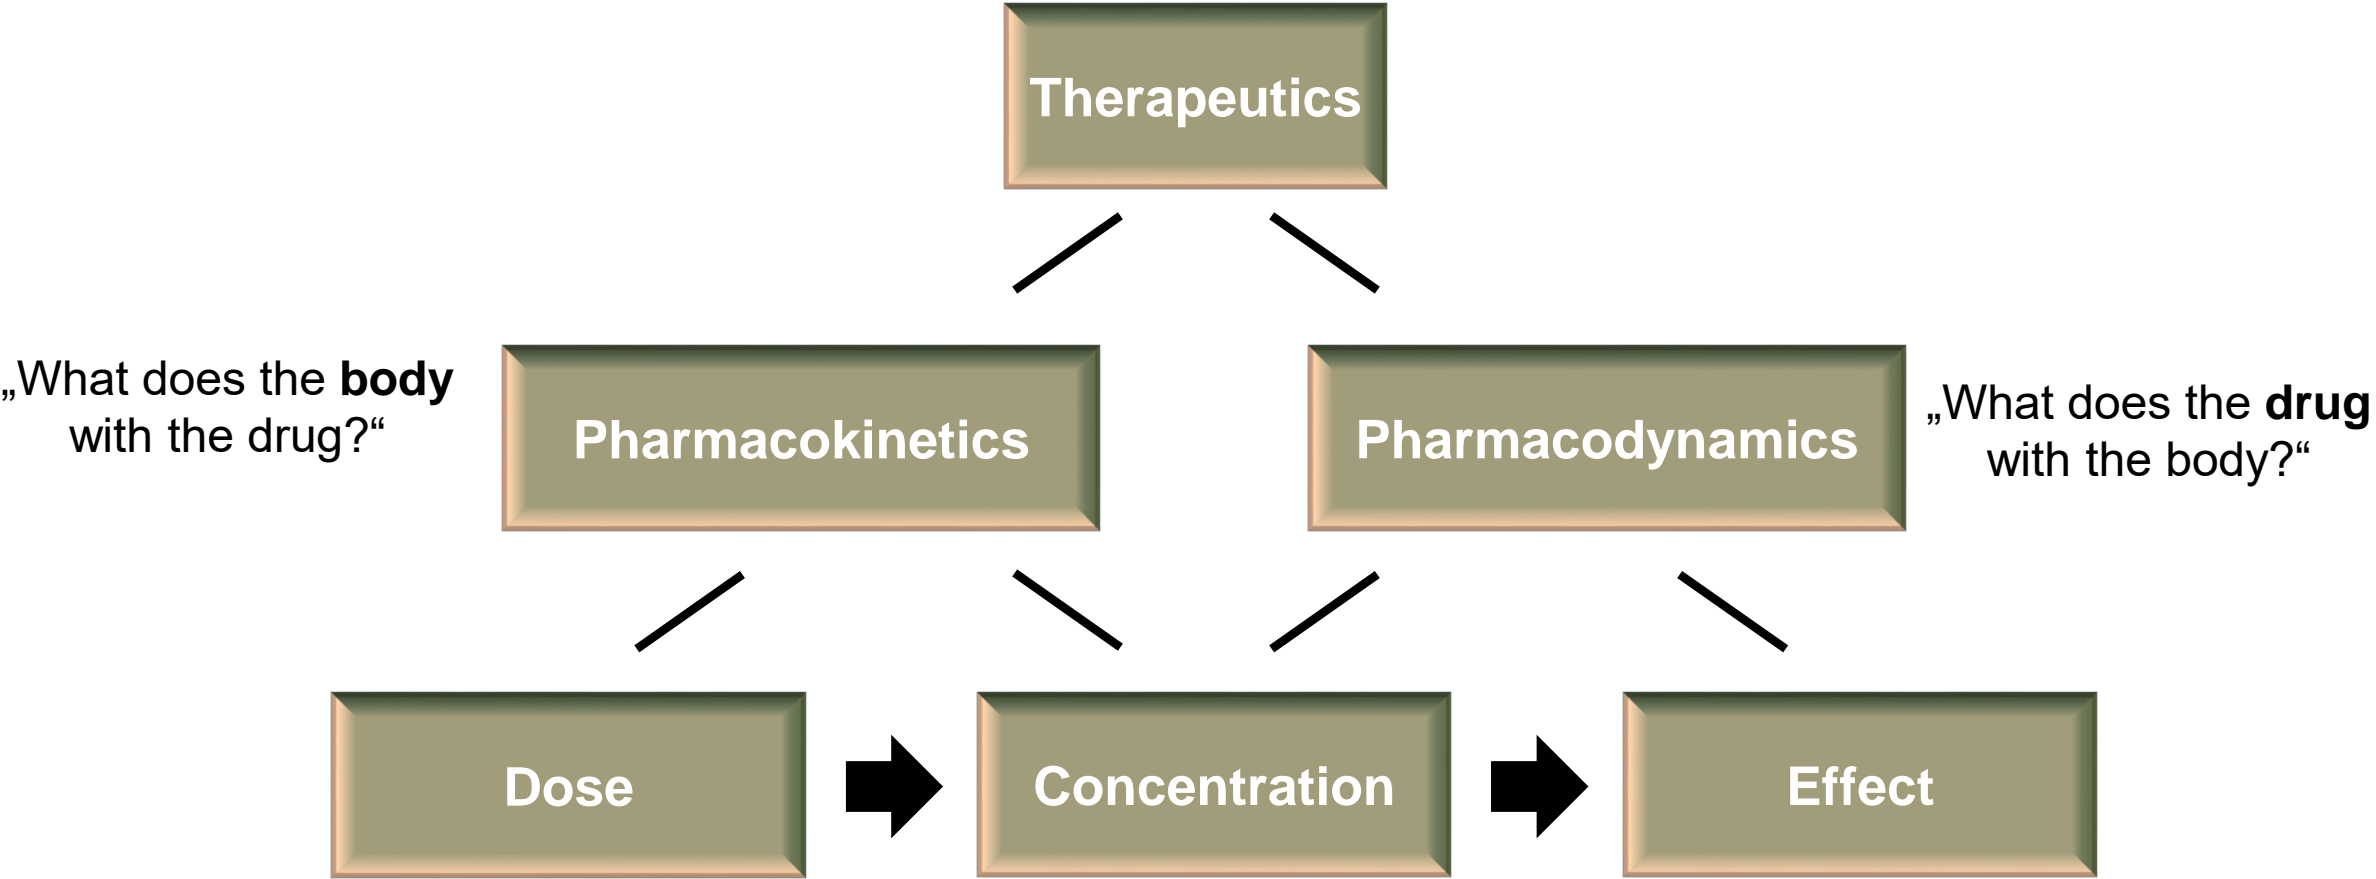 Therapeutics
„What does the body
with the drug?“
Pharmacokinetics
Pharmacodynamics
„What does the drug
with the body?“
Dose
Concentration
Effect